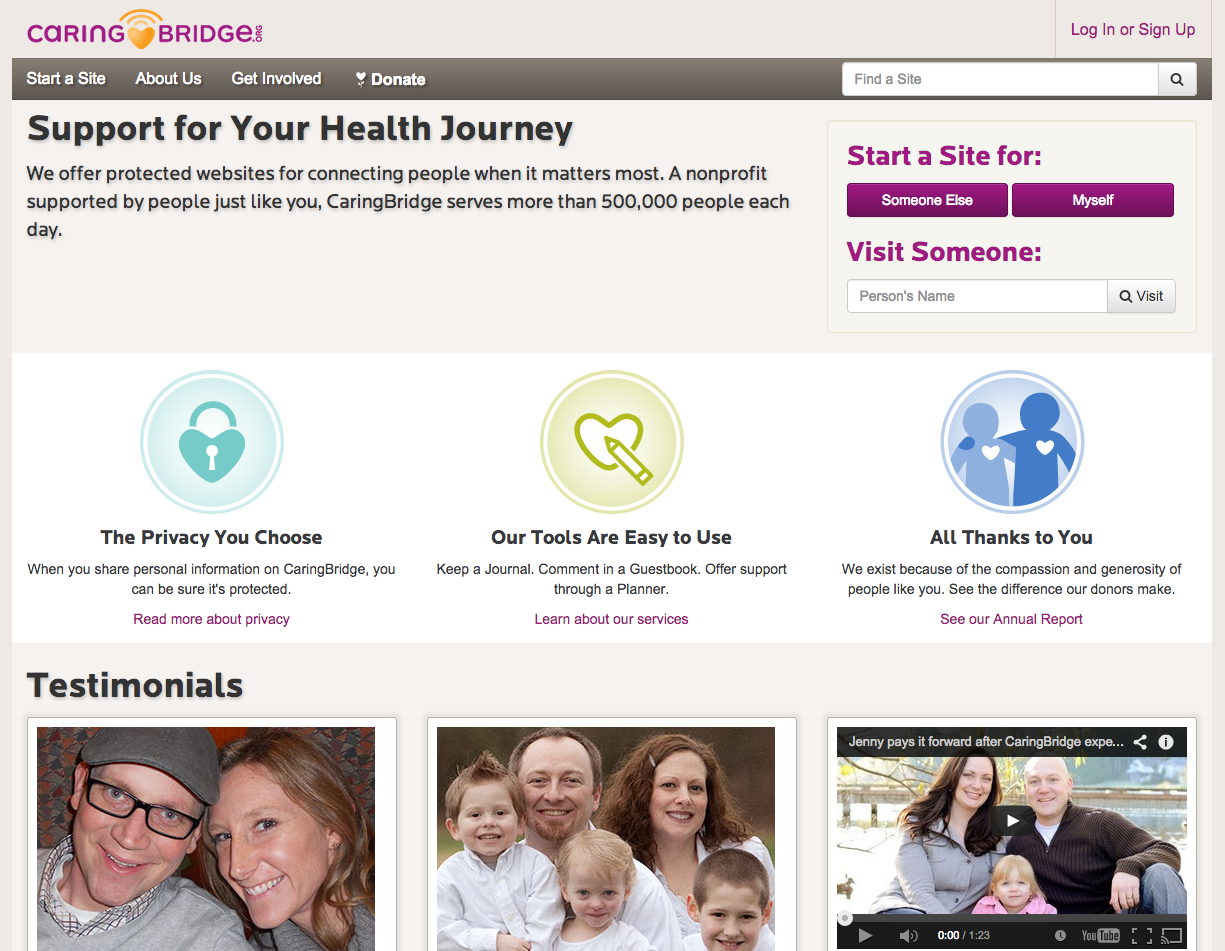 CARING BRIDGE.ORG
Log In or Sign Up
Start a Site About Us Get Involved Donate
Find a Site
Support for Your Health Journey
We offer protected websites for connecting people when it matters most. A nonprofit
supported by people just like you, CaringBridge serves more than 500,000 people each
day.
Start a Site for:
Someone Else Myself
Visit Someone:
Person's Name Visit
The Privacy You Choose
When you share personal information on CaringBridge, you
can be sure it's protected.
Read more about privacy
Our Tools Are Easy to Use
Keep a Journal. Comment in a Guestbook. Offer support
through a Planner.
Learn about our services
All Thanks to You
We exist because of the compassion and generosity of
people like you. See the difference our donors make.
See our Annual Report
Testimonials
Jenny pays it forward after CaringBridge expe...
0:00 / 1:23
YouTube